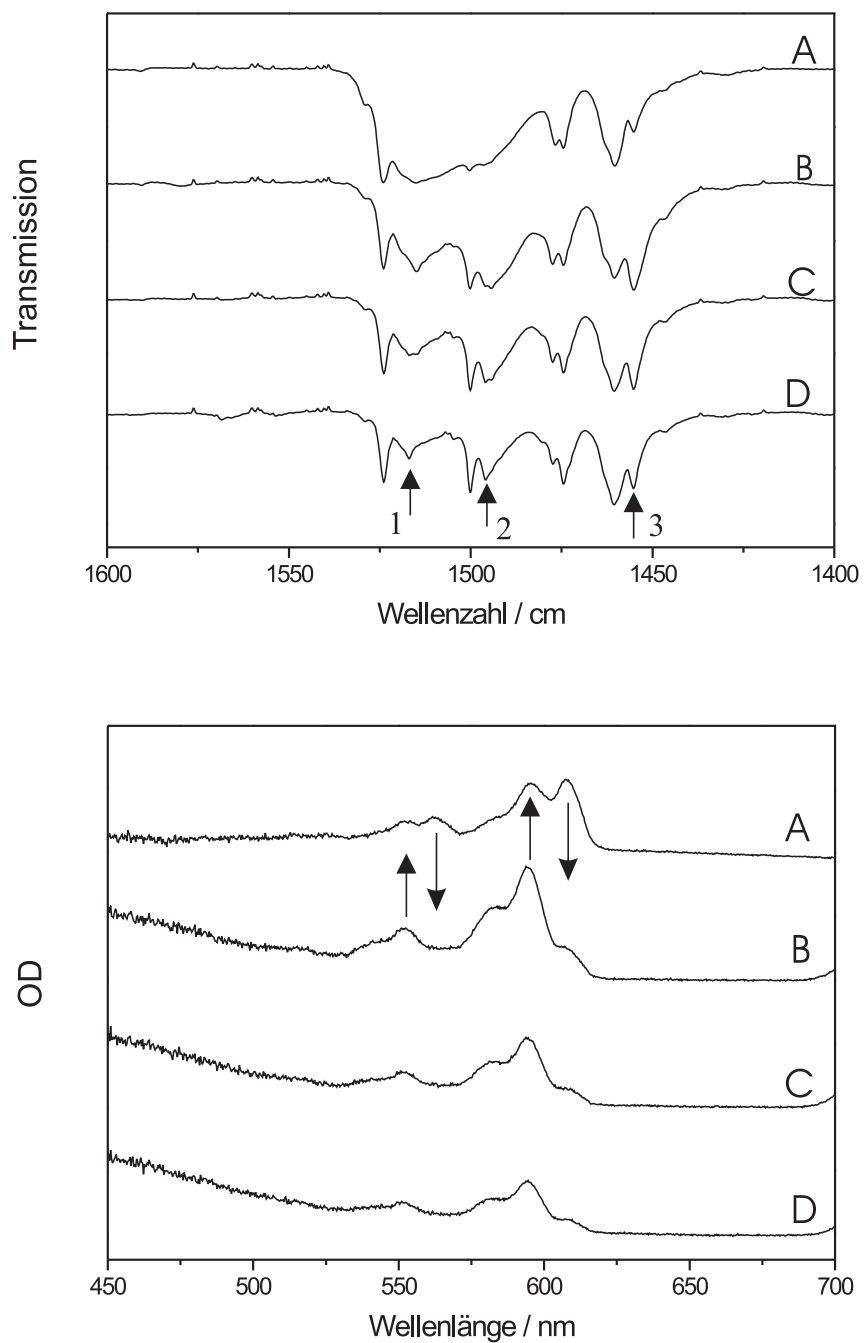 A
B
C
D
Transmission
1
2
3
1600
1550
1500
1450
1400
Wellenzahl / cm
A
B
C
D
OD
450
500
550
600
650
700
Wellenlänge / nm